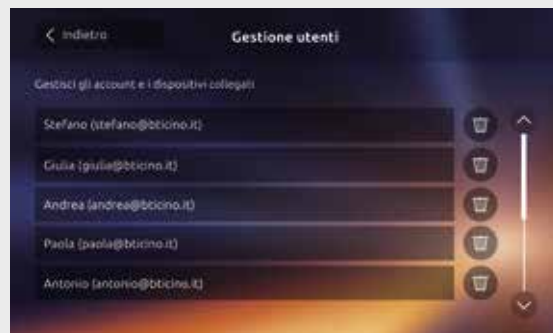 Indietro
Gestione utenti
Gestisci gli account e i dispositivi collegati
Stefano (stefano@bticino.it)
Giulia (giulia@bticino.it)
Andrea (andrea@bticino.it)
Paola (paola@bticino.it)
Antonio (antonio@bticino.it)